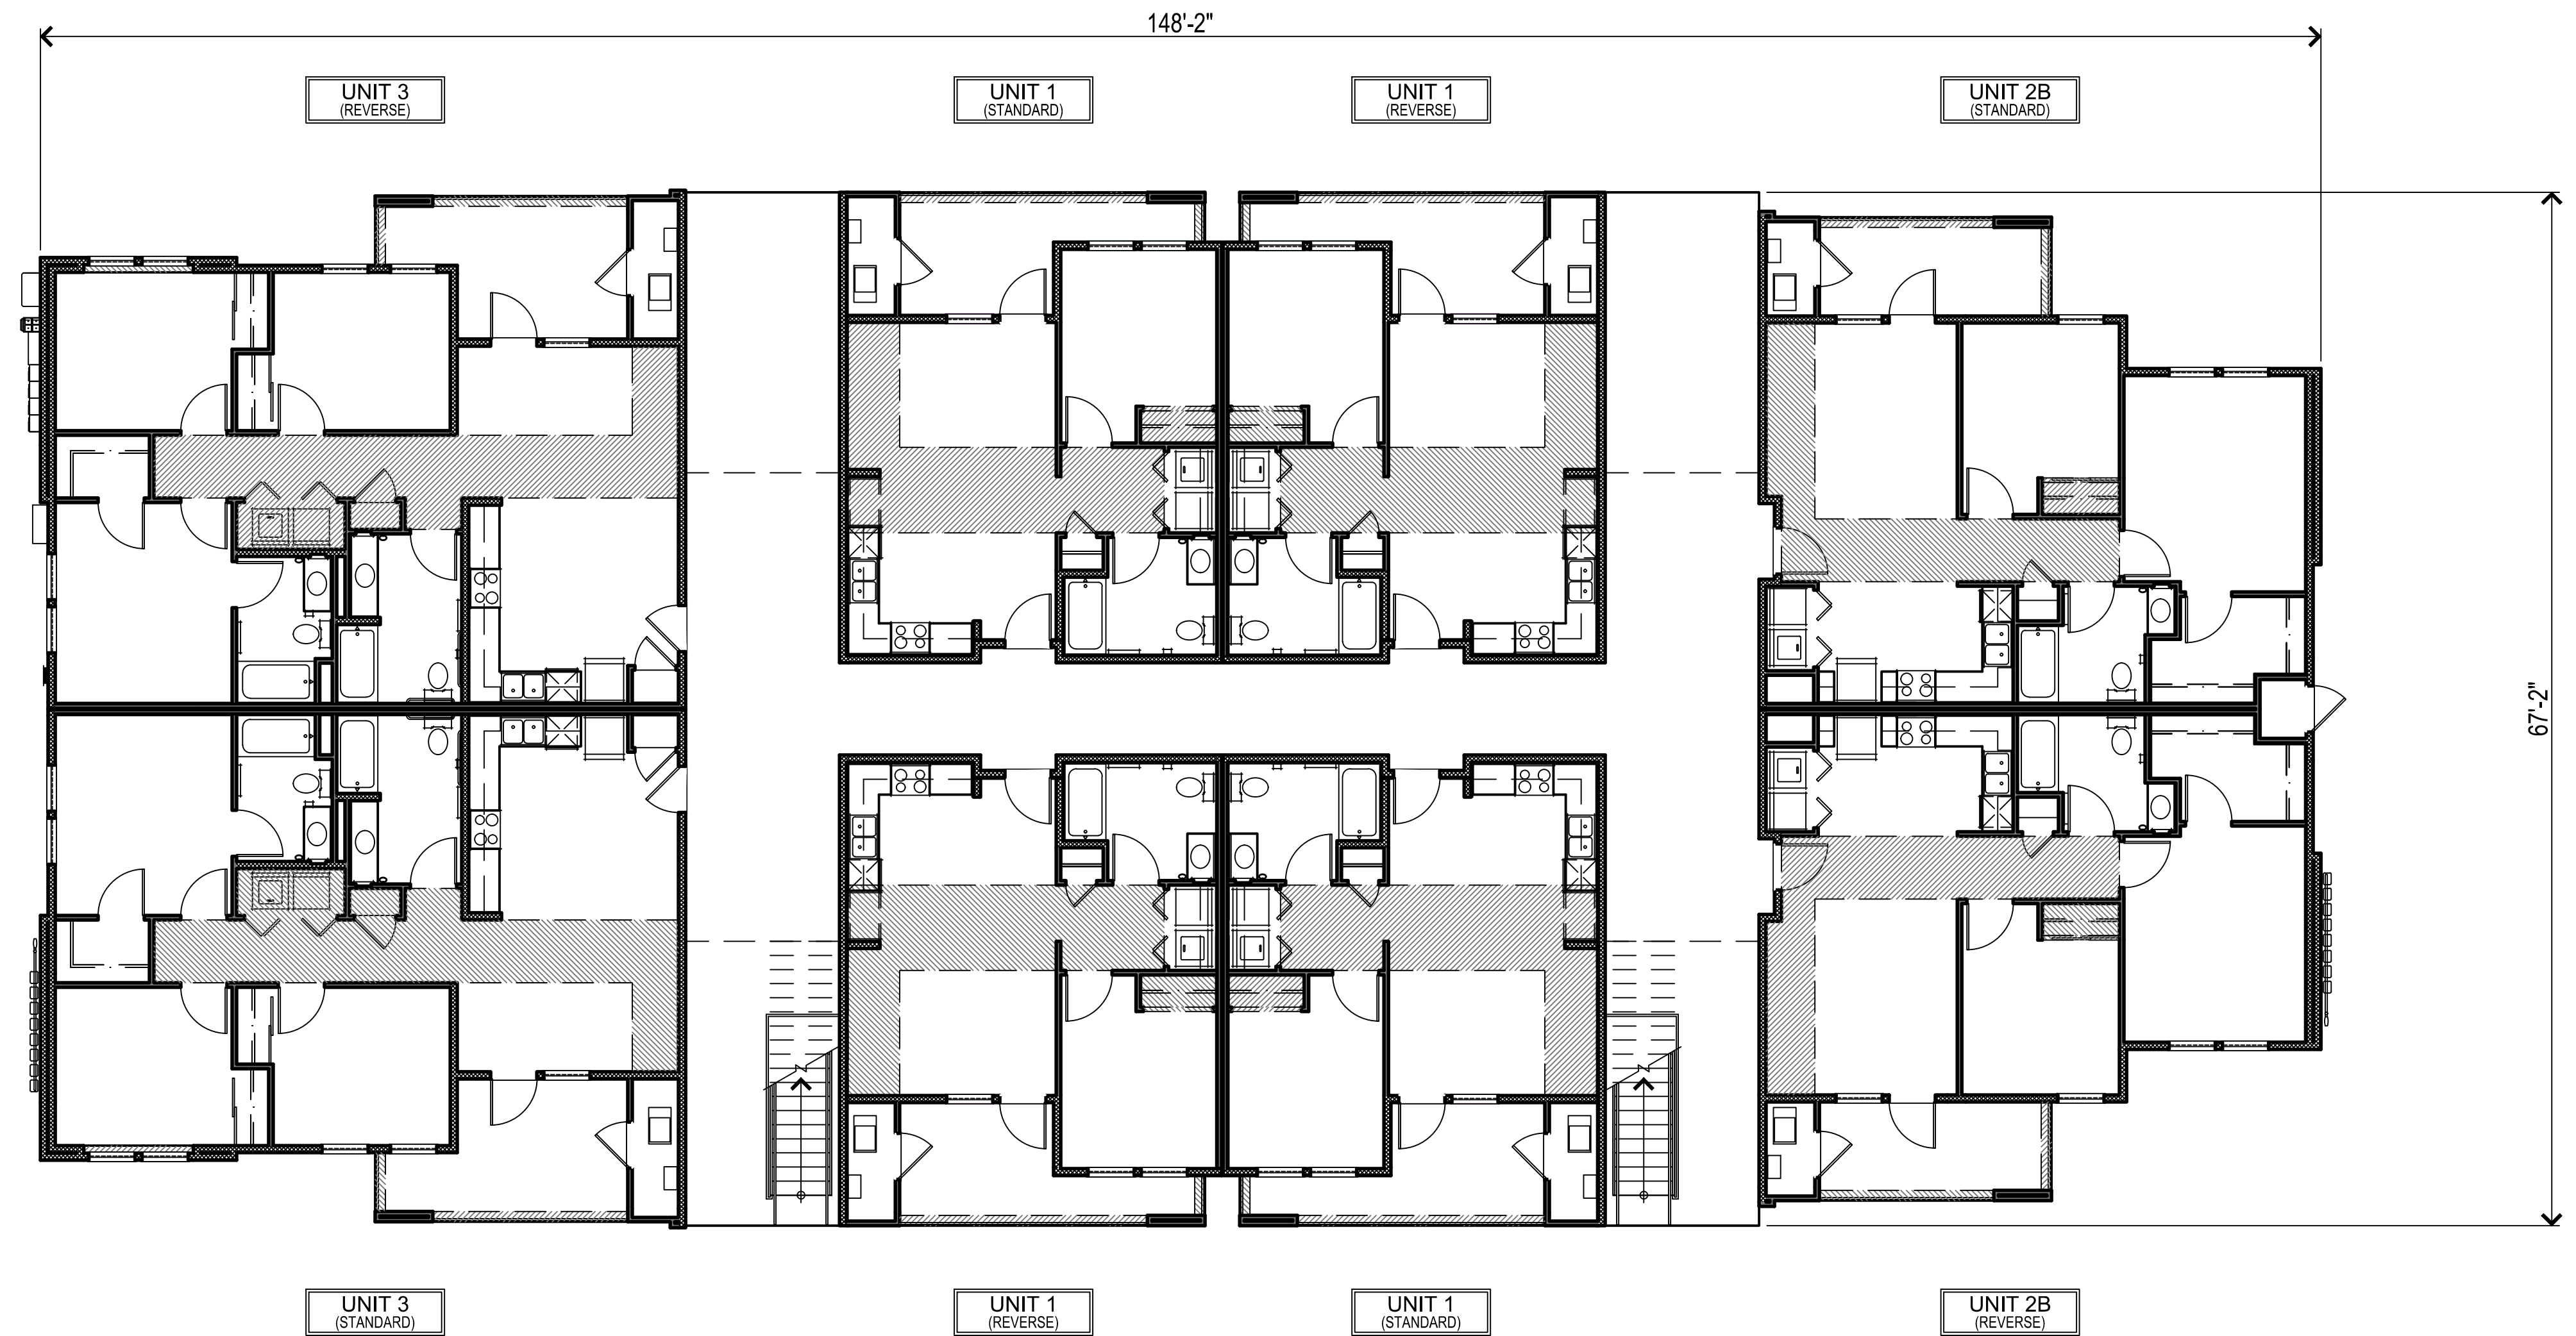 148'-2"
UNIT 3
(REVERSE)
UNIT 1
(STANDARD)
UNIT 1
(REVERSE)
UNIT 2B
(STANDARD)
67'-2"
UNIT 3
(STANDARD)
UNIT 1
(REVERSE)
UNIT 1
(STANDARD)
UNIT 2B
(REVERSE)